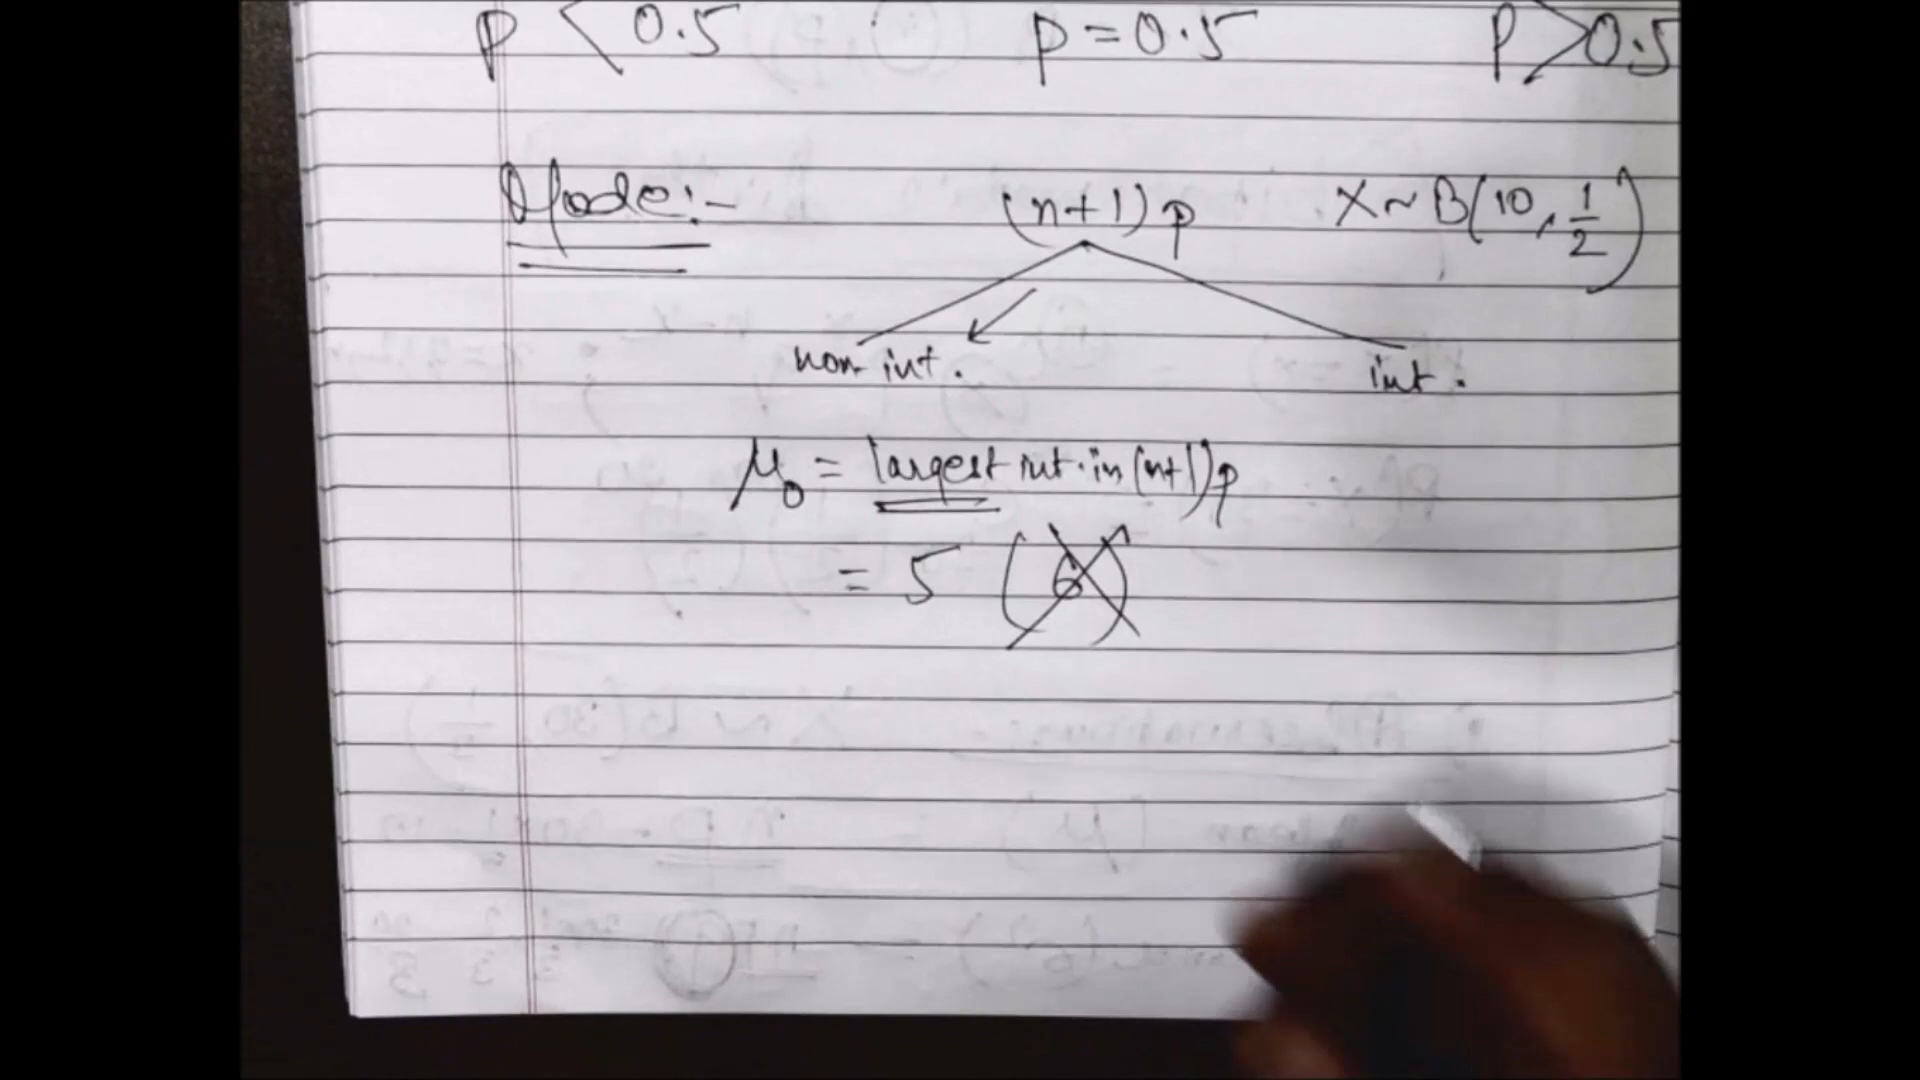 p < 0.5 p = 0.5 p > 0.5
Mode:- (n+1)p X ~ B(10, 1/2)
non int. int.
μ₀ = largest int. in (n+1)p
= 5 (6)